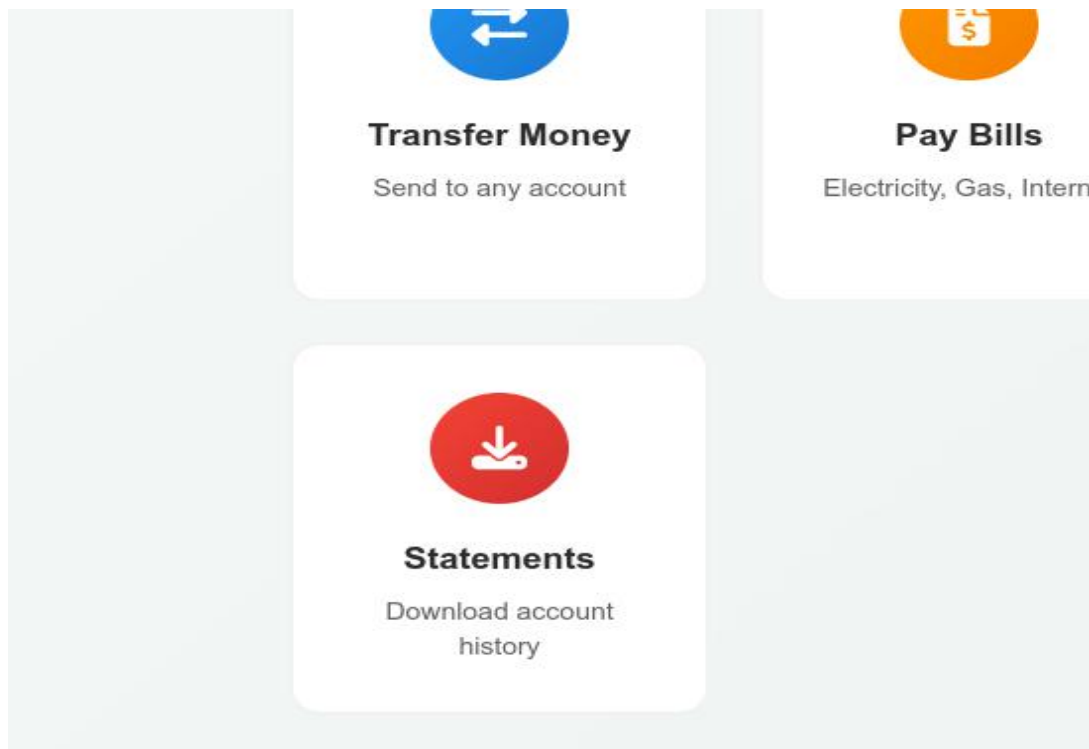 $
Transfer Money
Pay Bills
Send to any account
Electricity, Gas,
Statements
Download account
history